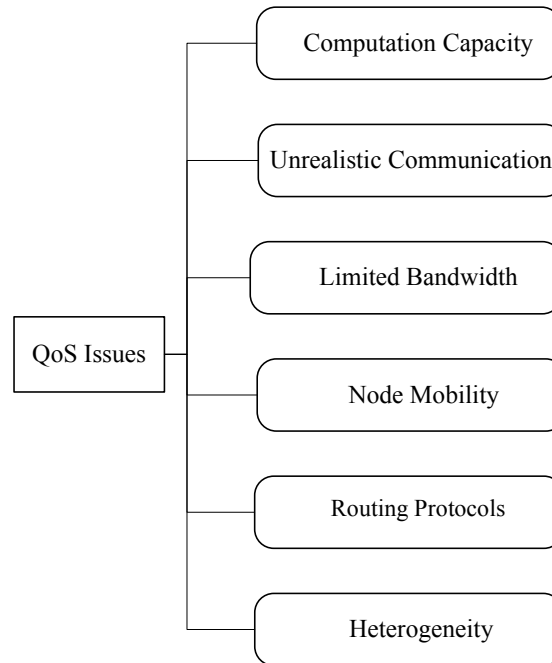 Computation Capacity
Unrealistic Communication
Limited Bandwidth
QoS Issues
Node Mobility
Routing Protocols
Heterogeneity